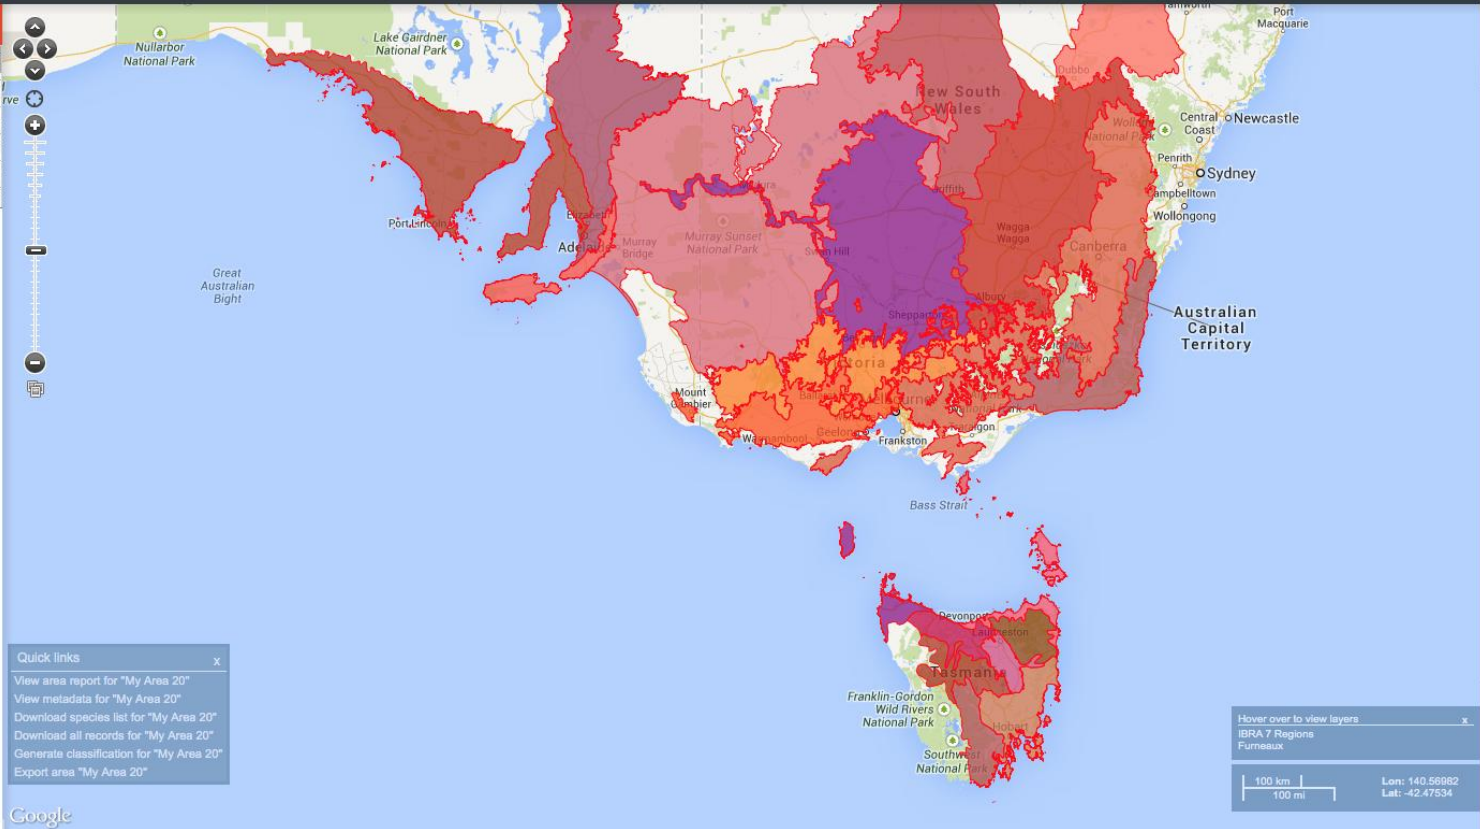 Port
Macquarie
Nullarbor
National Park
Lake Gairdner
National Park
Dubbo
New South
Wales
National Park
Central
Coast
Newcastle
Penrith
Sydney
Campbelltown
Wollongong
Griffith
Port Lincoln
Elizabeth
Adelaide
Murray
Bridge
Murray Sunset
National Park
Swan Hill
Wagga
Wagga
Canberra
Great
Australian
Bight
Albury
Shepparton
Australian
Capital
Territory
Victoria
Mount
Gambier
Melbourne
Geelong
Warrnambool
Frankston
Traralgon
Bass Strait
Devonport
Launceston
Tasmania
Franklin-Gordon
Wild Rivers
National Park
Hobart
Southwest
National Park
Quick links x
View area report for "My Area 20"
View metadata for "My Area 20"
Download species list for "My Area 20"
Download all records for "My Area 20"
Generate classification for "My Area 20"
Export area "My Area 20"
Hover over to view layers x
IBRA 7 Regions
Furneaux
100 km
100 mi
Lon: 140.56982
Lat: -42.47534
Google